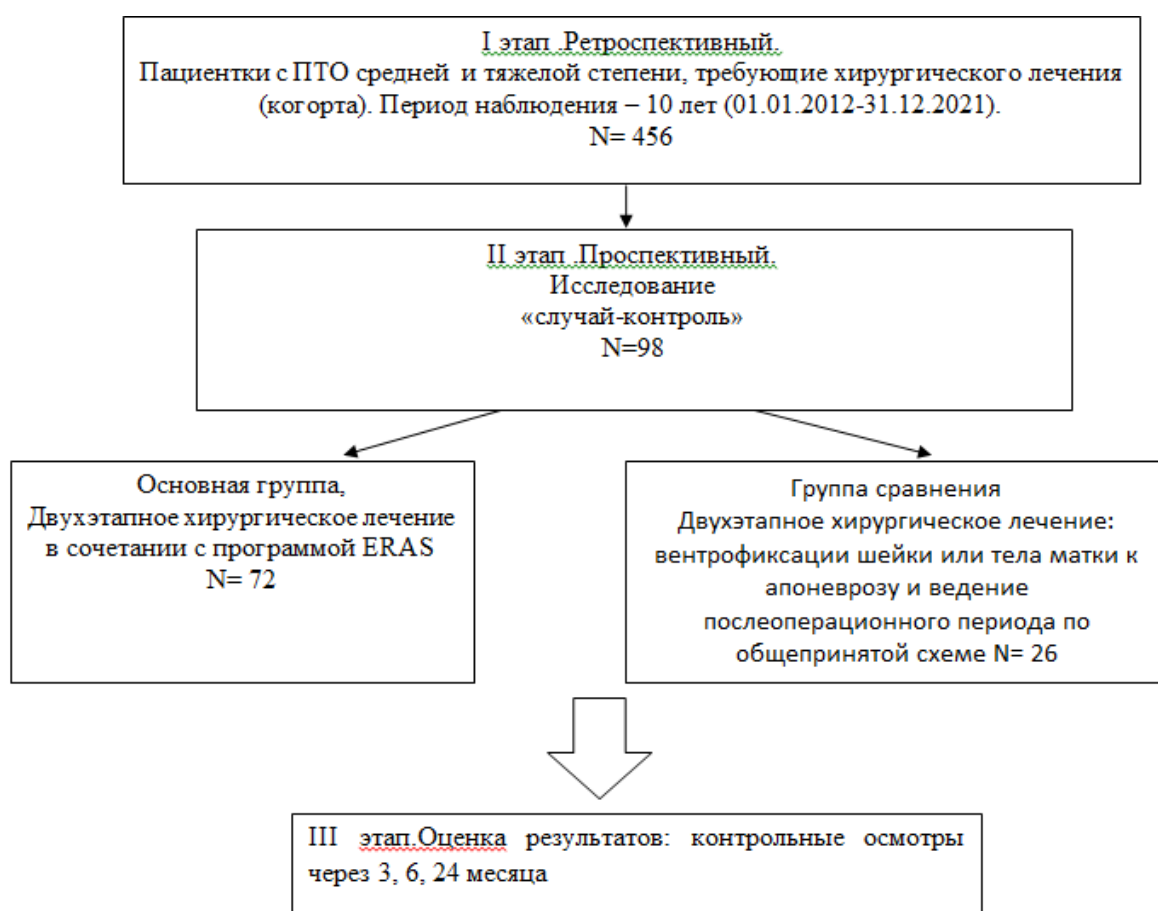 I этап .Ретроспективный.
Пациентки с ПТО средней и тяжелой степени, требующие хирургического лечения
(когорта). Период наблюдения – 10 лет (01.01.2012-31.12.2021).
N= 456
II этап .Проспективный.
Исследование
«случай-контроль»
N=98
Основная группа,
Двухэтапное хирургическое лечение
в сочетании с программой ERAS
N= 72
Группа сравнения
Двухэтапное хирургическое лечение:
вентрофиксации шейки или тела матки к
апоневрозу и ведение
послеоперационного периода по
общепринятой схеме N= 26
III этап.Оценка результатов: контрольные осмотры
через 3, 6, 24 месяца